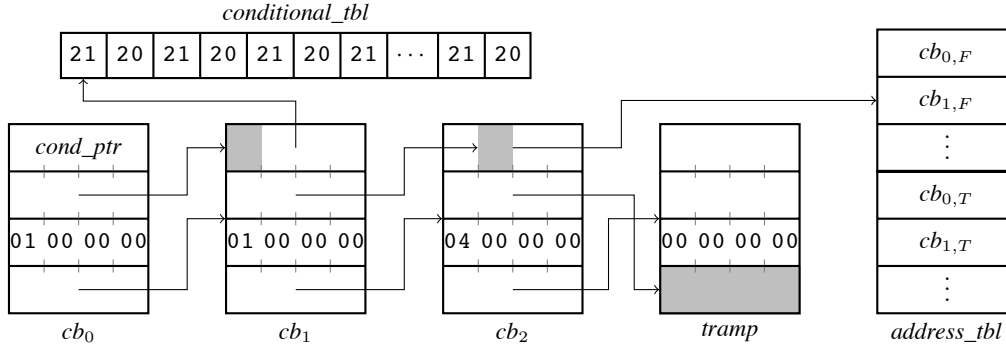 conditional_tbl
21 20 21 20 21 20 21 ··· 21 20
cb0,F
cb1,F
⋮
cb0,T
cb1,T
⋮
address_tbl
cond_ptr
01 00 00 00
cb0
01 00 00 00
cb1
04 00 00 00
cb2
00 00 00 00
tramp